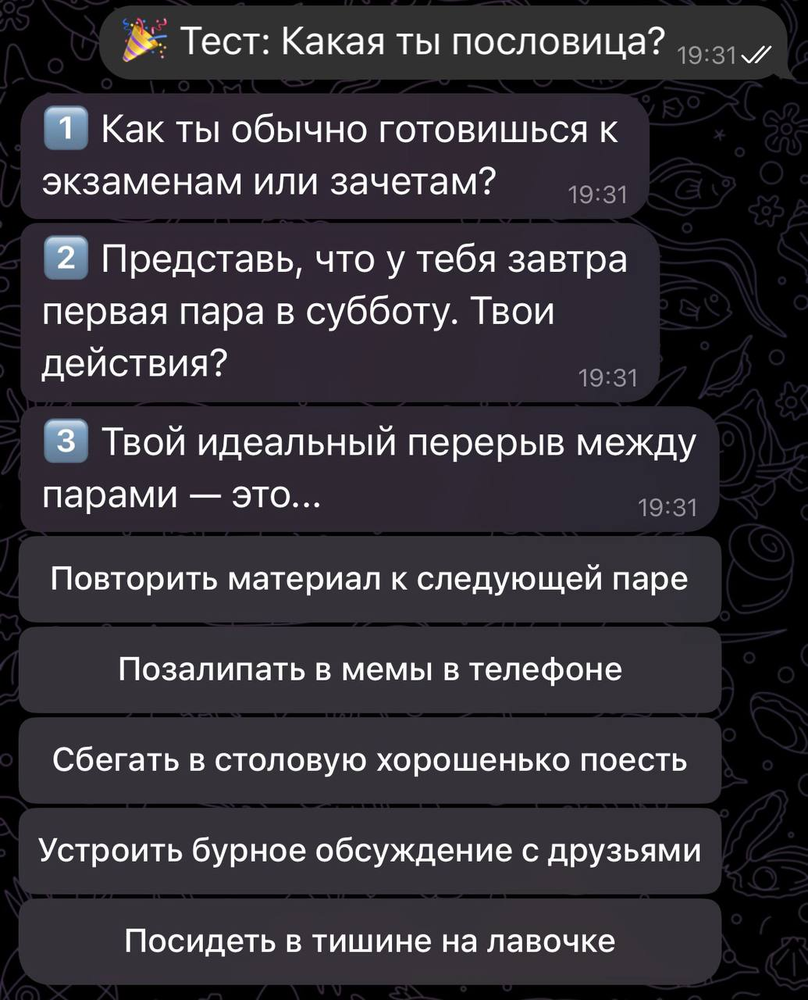 🎉 Тест: Какая ты пословица? 19:31
1 Как ты обычно готовишься к
экзаменам или зачетам? 19:31
2 Представь, что у тебя завтра
первая пара в субботу. Твои
действия? 19:31
3 Твой идеальный перерыв между
парами — это... 19:31
Повторить материал к следующей паре
Позалипать в мемы в телефоне
Сбегать в столовую хорошенько поесть
Устроить бурное обсуждение с друзьями
Посидеть в тишине на лавочке